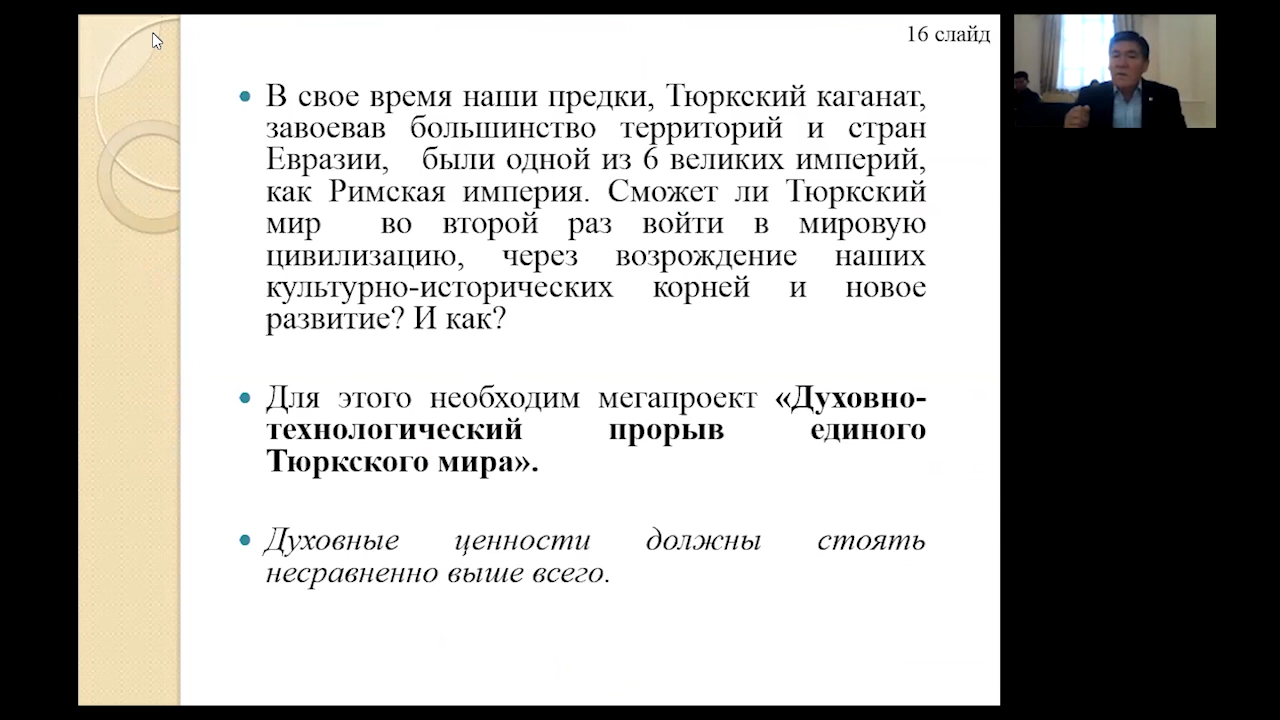 16 слайд
В свое время наши предки, Тюркский каганат,
завоевав большинство территорий и стран
Евразии, были одной из 6 великих империй,
как Римская империя. Сможет ли Тюркский
мир во второй раз войти в мировую
цивилизацию, через возрождение наших
культурно-исторических корней и новое
развитие? И как?
Для этого необходим мегапроект «Духовно-
технологический прорыв единого
Тюркского мира».
Духовные ценности должны стоять
несравненно выше всего.